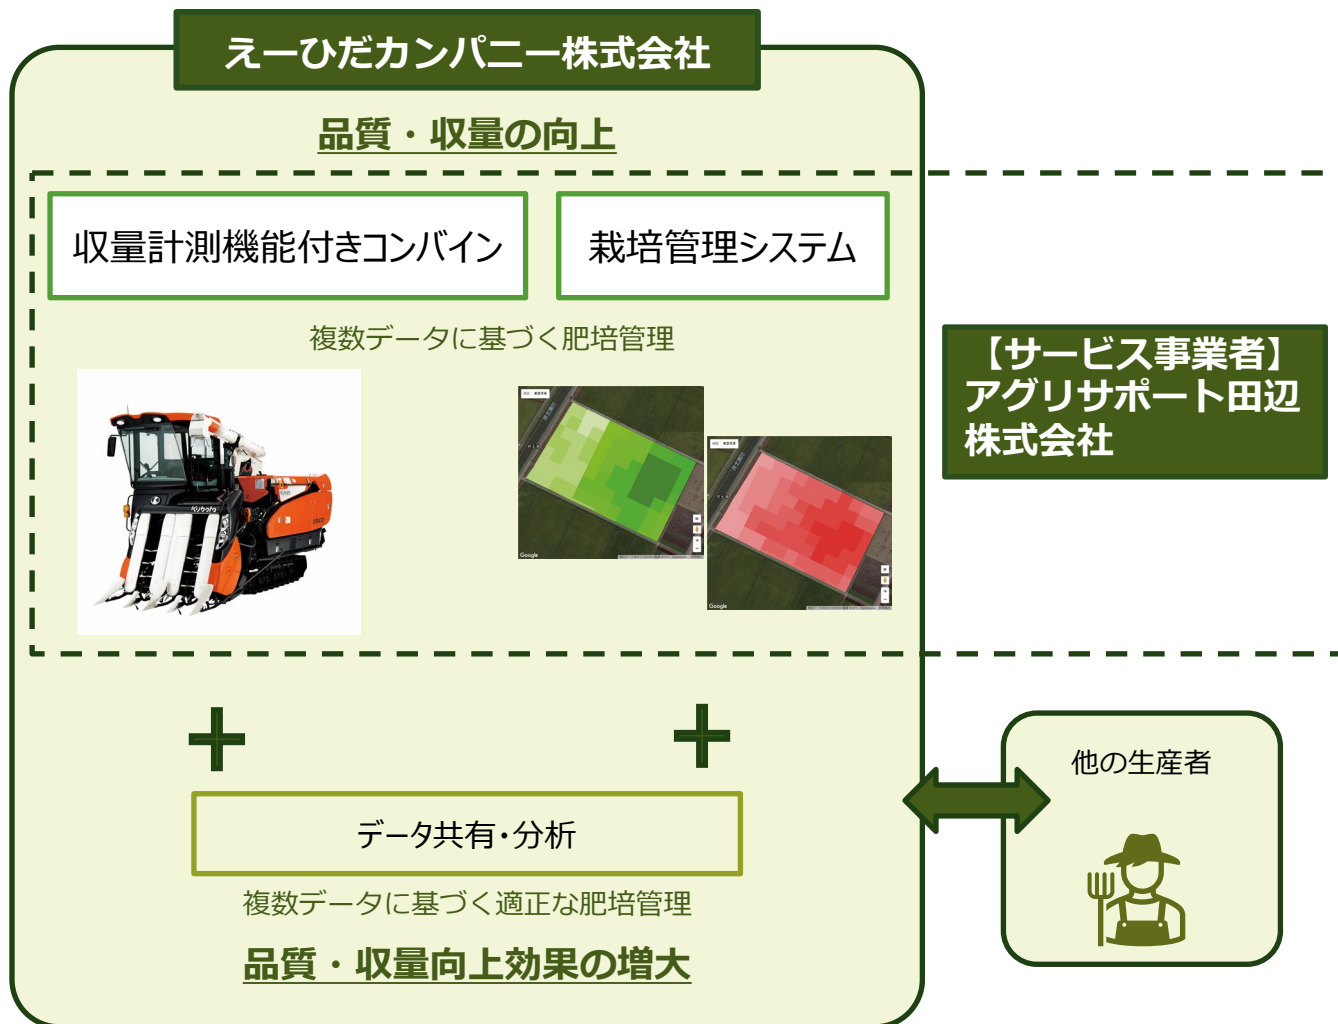 えーひだカンパニー株式会社
品質・収量の向上
収量計測機能付きコンバイン
栽培管理システム
複数データに基づく肥培管理
【サービス事業者】
アグリサポート田辺
株式会社
Kubota
Google
Google
他の生産者
データ共有・分析
複数データに基づく適正な肥培管理
品質・収量向上効果の増大